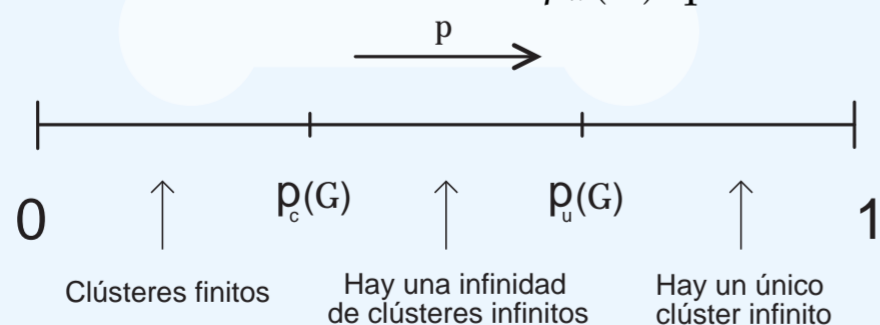 p
0
p_c(G)
p_u(G)
1
Clústeres finitos
Hay una infinidad
de clústeres infinitos
Hay un único
clúster infinito